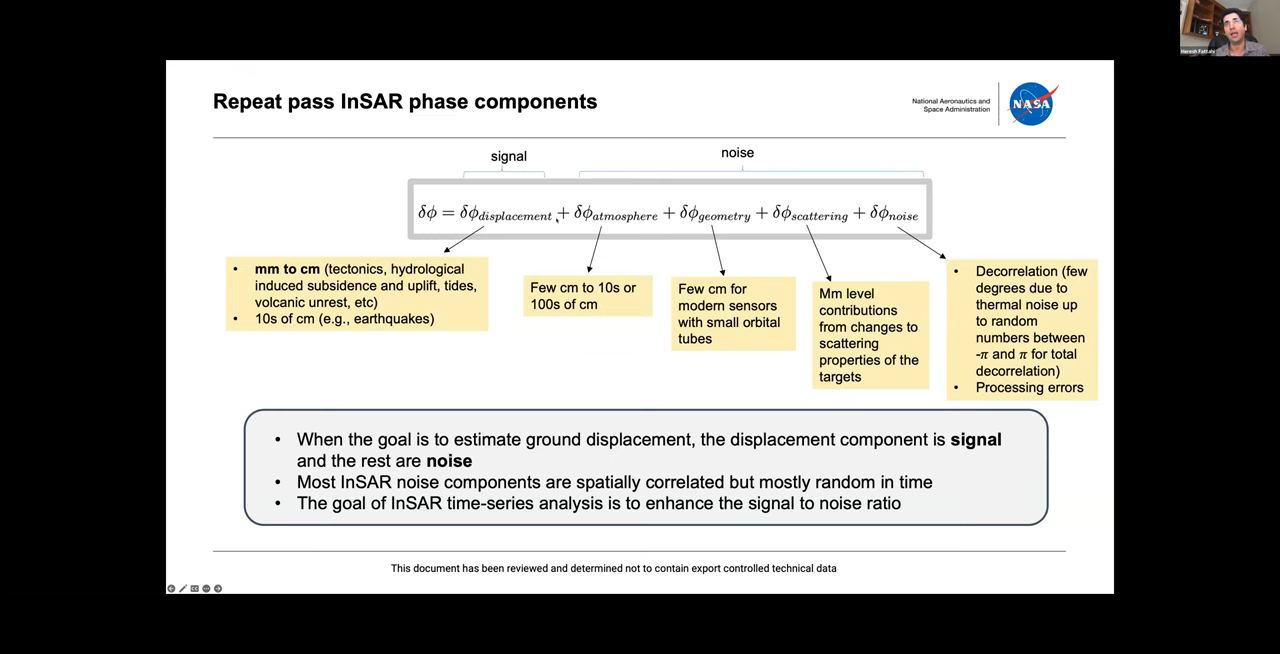 Heresh Fattahi
Repeat pass InSAR phase components
National Aeronautics and
Space Administration
NASA
signal
noise
δϕ = δϕ_displacement + δϕ_atmosphere + δϕ_geometry + δϕ_scattering + δϕ_noise
• mm to cm (tectonics, hydrological
induced subsidence and uplift, tides,
volcanic unrest, etc)
• 10s of cm (e.g., earthquakes)
Few cm to 10s or
100s of cm
Few cm for
modern sensors
with small orbital
tubes
Mm level
contributions
from changes to
scattering
properties of the
targets
• Decorrelation (few
degrees due to
thermal noise up
to random
numbers between
-π and π for total
decorrelation)
• Processing errors
• When the goal is to estimate ground displacement, the displacement component is signal
and the rest are noise
• Most InSAR noise components are spatially correlated but mostly random in time
• The goal of InSAR time-series analysis is to enhance the signal to noise ratio
This document has been reviewed and determined not to contain export controlled technical data